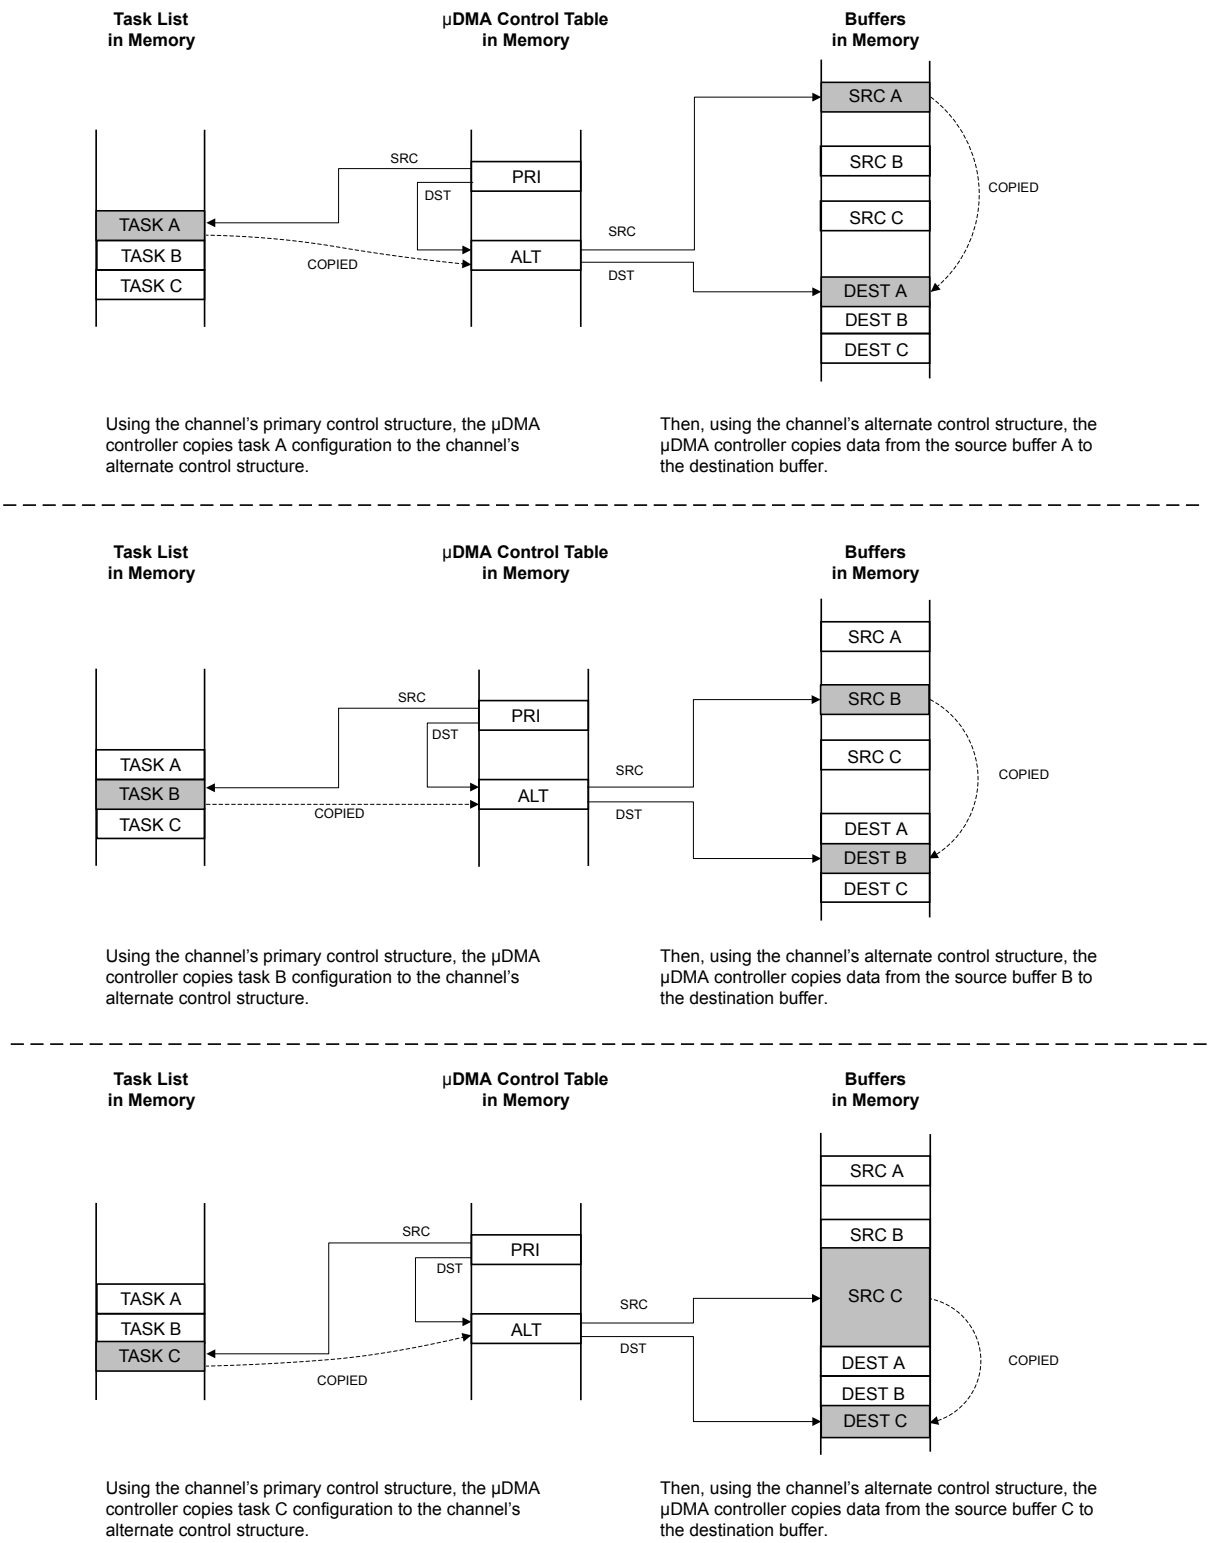 Task List
in Memory
µDMA Control Table
in Memory
Buffers
in Memory
SRC A
SRC B
SRC C
DEST A
DEST B
DEST C
COPIED
SRC
DST
PRI
ALT
SRC
DST
TASK A
TASK B
TASK C
COPIED
Using the channel's primary control structure, the µDMA
controller copies task A configuration to the channel's
alternate control structure.
Then, using the channel's alternate control structure, the
µDMA controller copies data from the source buffer A to
the destination buffer.
Task List
in Memory
µDMA Control Table
in Memory
Buffers
in Memory
SRC A
SRC B
SRC C
DEST A
DEST B
DEST C
COPIED
SRC
DST
PRI
ALT
SRC
DST
TASK A
TASK B
TASK C
COPIED
Using the channel's primary control structure, the µDMA
controller copies task B configuration to the channel's
alternate control structure.
Then, using the channel's alternate control structure, the
µDMA controller copies data from the source buffer B to
the destination buffer.
Task List
in Memory
µDMA Control Table
in Memory
Buffers
in Memory
SRC A
SRC B
SRC C
DEST A
DEST B
DEST C
COPIED
SRC
DST
PRI
ALT
SRC
DST
TASK A
TASK B
TASK C
COPIED
Using the channel's primary control structure, the µDMA
controller copies task C configuration to the channel's
alternate control structure.
Then, using the channel's alternate control structure, the
µDMA controller copies data from the source buffer C to
the destination buffer.